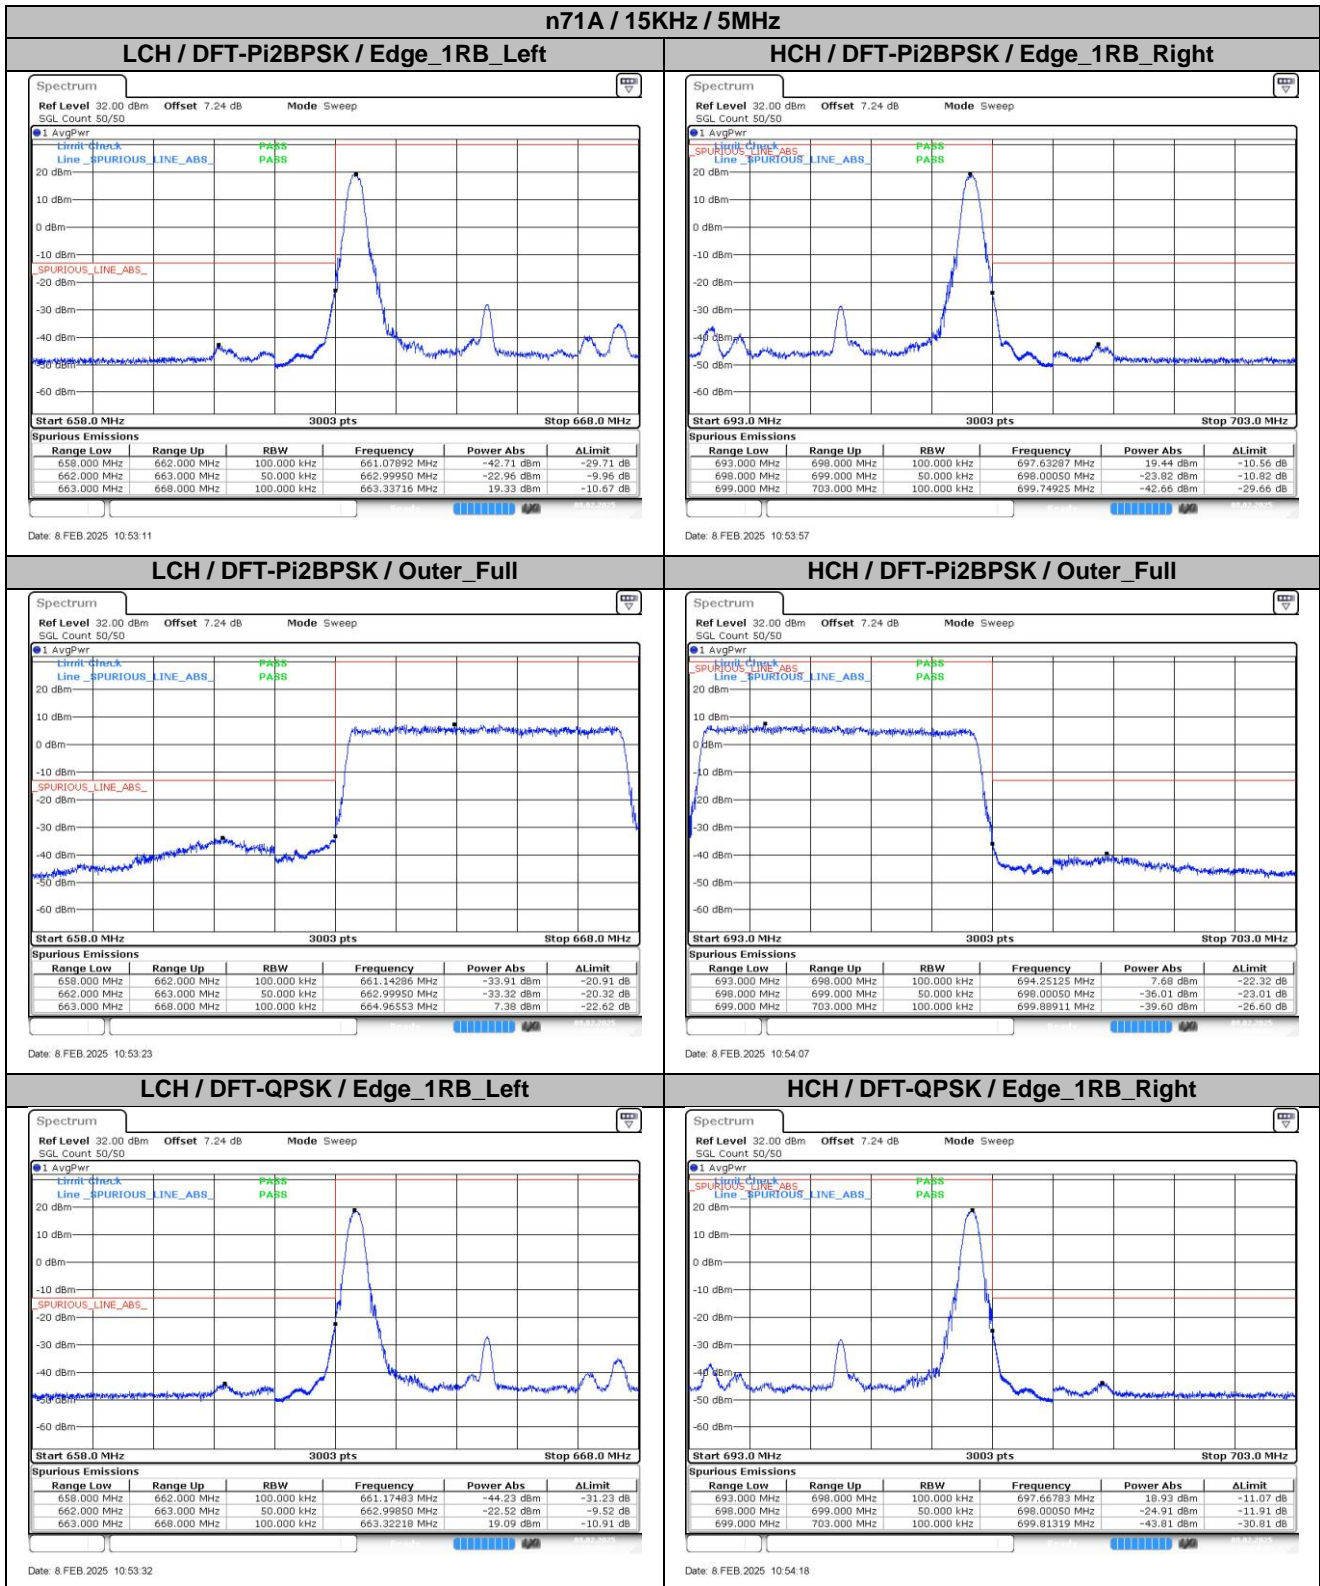 n71A / 15KHz / 5MHz
LCH / DFT-Pi2BPSK / Edge_1RB_Left
HCH / DFT-Pi2BPSK / Edge_1RB_Right
Spectrum
Ref Level 32.00 dBm Offset 7.24 dB Mode Sweep
SGL Count 50/50
1 AvgPwr
Limit Check PASS
Line _SPURIOUS_LINE_ABS_ PASS
20 dBm
10 dBm
0 dBm
-10 dBm
_SPURIOUS_LINE_ABS_
-20 dBm
-30 dBm
-40 dBm
-50 dBm
-60 dBm
Start 658.0 MHz 3003 pts Stop 668.0 MHz
Spurious Emissions
Range Low Range Up RBW Frequency Power Abs ΔLimit
658.000 MHz 662.000 MHz 100.000 kHz 661.07892 MHz -42.71 dBm -29.71 dB
662.000 MHz 663.000 MHz 50.000 kHz 662.99950 MHz -22.96 dBm -9.96 dB
663.000 MHz 668.000 MHz 100.000 kHz 663.33716 MHz 19.33 dBm -10.67 dB
Date: 8.FEB.2025 10:53:11
Spectrum
Ref Level 32.00 dBm Offset 7.24 dB Mode Sweep
SGL Count 50/50
1 AvgPwr
Limit Check PASS
_SPURIOUS_LINE_ABS_
Line _SPURIOUS_LINE_ABS_ PASS
20 dBm
10 dBm
0 dBm
-10 dBm
-20 dBm
-30 dBm
-40 dBm
-50 dBm
-60 dBm
Start 693.0 MHz 3003 pts Stop 703.0 MHz
Spurious Emissions
Range Low Range Up RBW Frequency Power Abs ΔLimit
693.000 MHz 698.000 MHz 100.000 kHz 697.63287 MHz 19.44 dBm -10.56 dB
698.000 MHz 699.000 MHz 50.000 kHz 698.00050 MHz -23.82 dBm -10.82 dB
699.000 MHz 703.000 MHz 100.000 kHz 699.74925 MHz -42.66 dBm -29.66 dB
Date: 8.FEB.2025 10:53:57
LCH / DFT-Pi2BPSK / Outer_Full
HCH / DFT-Pi2BPSK / Outer_Full
Spectrum
Ref Level 32.00 dBm Offset 7.24 dB Mode Sweep
SGL Count 50/50
1 AvgPwr
Limit Check PASS
Line _SPURIOUS_LINE_ABS_ PASS
20 dBm
10 dBm
0 dBm
-10 dBm
_SPURIOUS_LINE_ABS_
-20 dBm
-30 dBm
-40 dBm
-50 dBm
-60 dBm
Start 658.0 MHz 3003 pts Stop 668.0 MHz
Spurious Emissions
Range Low Range Up RBW Frequency Power Abs ΔLimit
658.000 MHz 662.000 MHz 100.000 kHz 661.14286 MHz -33.91 dBm -20.91 dB
662.000 MHz 663.000 MHz 50.000 kHz 662.99950 MHz -33.32 dBm -20.32 dB
663.000 MHz 668.000 MHz 100.000 kHz 664.96553 MHz 7.38 dBm -22.62 dB
Date: 8.FEB.2025 10:53:23
Spectrum
Ref Level 32.00 dBm Offset 7.24 dB Mode Sweep
SGL Count 50/50
1 AvgPwr
Limit Check PASS
_SPURIOUS_LINE_ABS_
Line _SPURIOUS_LINE_ABS_ PASS
20 dBm
10 dBm
0 dBm
-10 dBm
-20 dBm
-30 dBm
-40 dBm
-50 dBm
-60 dBm
Start 693.0 MHz 3003 pts Stop 703.0 MHz
Spurious Emissions
Range Low Range Up RBW Frequency Power Abs ΔLimit
693.000 MHz 698.000 MHz 100.000 kHz 694.25125 MHz 7.68 dBm -22.32 dB
698.000 MHz 699.000 MHz 50.000 kHz 698.00050 MHz -36.01 dBm -23.01 dB
699.000 MHz 703.000 MHz 100.000 kHz 699.88911 MHz -39.60 dBm -26.60 dB
Date: 8.FEB.2025 10:54:07
LCH / DFT-QPSK / Edge_1RB_Left
HCH / DFT-QPSK / Edge_1RB_Right
Spectrum
Ref Level 32.00 dBm Offset 7.24 dB Mode Sweep
SGL Count 50/50
1 AvgPwr
Limit Check PASS
Line _SPURIOUS_LINE_ABS_ PASS
20 dBm
10 dBm
0 dBm
-10 dBm
_SPURIOUS_LINE_ABS_
-20 dBm
-30 dBm
-40 dBm
-50 dBm
-60 dBm
Start 658.0 MHz 3003 pts Stop 668.0 MHz
Spurious Emissions
Range Low Range Up RBW Frequency Power Abs ΔLimit
658.000 MHz 662.000 MHz 100.000 kHz 661.17483 MHz -44.23 dBm -31.23 dB
662.000 MHz 663.000 MHz 50.000 kHz 662.99850 MHz -22.52 dBm -9.52 dB
663.000 MHz 668.000 MHz 100.000 kHz 663.32218 MHz 19.09 dBm -10.91 dB
Date: 8.FEB.2025 10:53:32
Spectrum
Ref Level 32.00 dBm Offset 7.24 dB Mode Sweep
SGL Count 50/50
1 AvgPwr
Limit Check PASS
_SPURIOUS_LINE_ABS_
Line _SPURIOUS_LINE_ABS_ PASS
20 dBm
10 dBm
0 dBm
-10 dBm
-20 dBm
-30 dBm
-40 dBm
-50 dBm
-60 dBm
Start 693.0 MHz 3003 pts Stop 703.0 MHz
Spurious Emissions
Range Low Range Up RBW Frequency Power Abs ΔLimit
693.000 MHz 698.000 MHz 100.000 kHz 697.66783 MHz 18.93 dBm -11.07 dB
698.000 MHz 699.000 MHz 50.000 kHz 698.00050 MHz -24.91 dBm -11.91 dB
699.000 MHz 703.000 MHz 100.000 kHz 699.81319 MHz -43.81 dBm -30.81 dB
Date: 8.FEB.2025 10:54:18